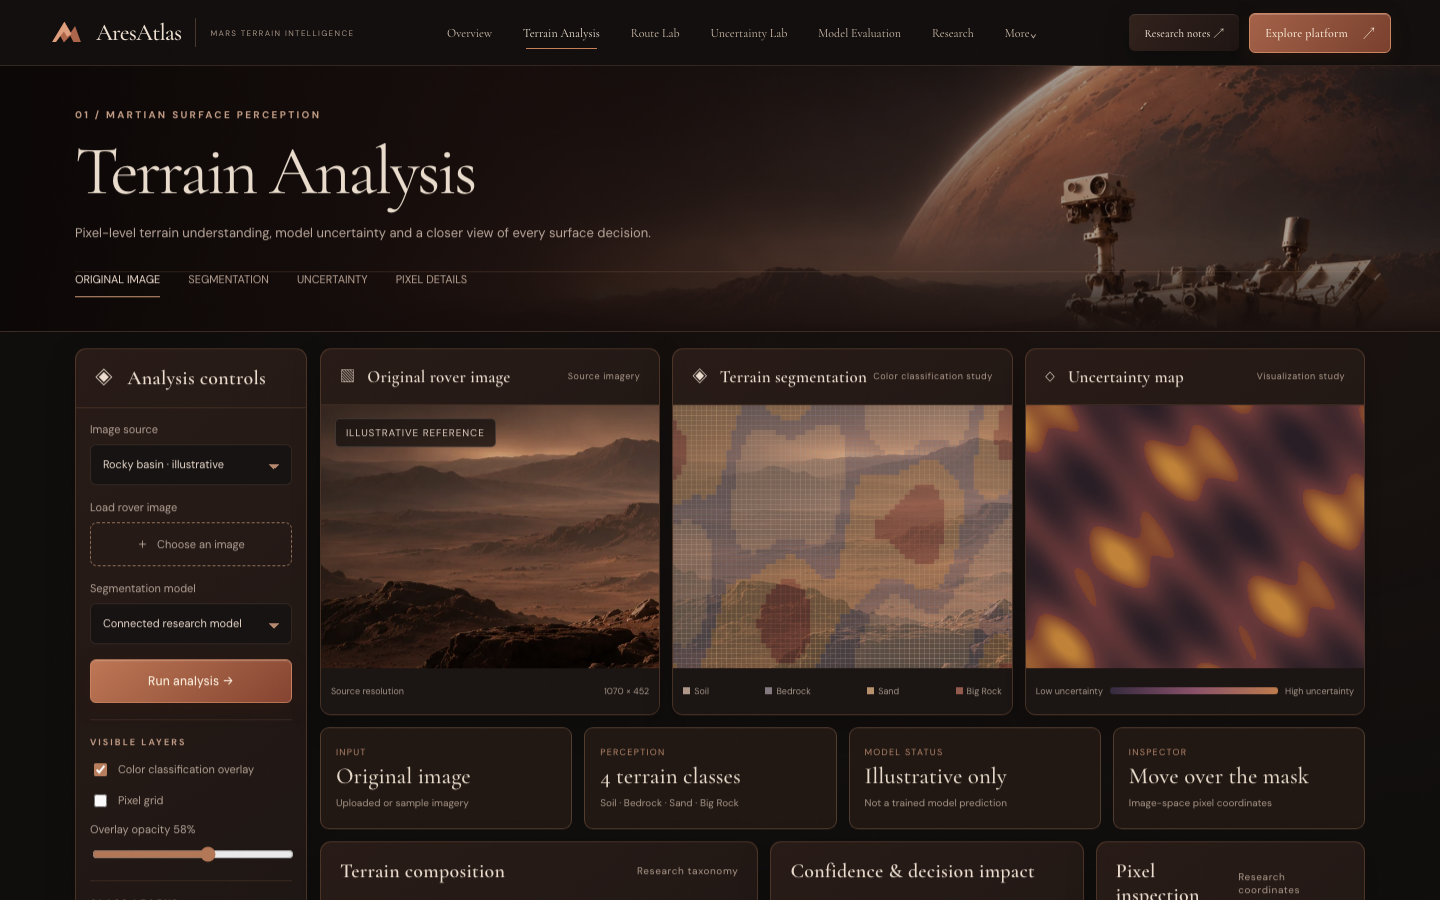 AresAtlas
MARS TERRAIN INTELLIGENCE
Overview
Terrain Analysis
Route Lab
Uncertainty Lab
Model Evaluation
Research
More
Research notes ↗
Explore platform ↗
01 / MARTIAN SURFACE PERCEPTION
Terrain Analysis
Pixel-level terrain understanding, model uncertainty and a closer view of every surface decision.
ORIGINAL IMAGE
SEGMENTATION
UNCERTAINTY
PIXEL DETAILS
Analysis controls
Image source
Rocky basin · illustrative
Load rover image
+ Choose an image
Segmentation model
Connected research model
Run analysis →
VISIBLE LAYERS
Color classification overlay
Pixel grid
Overlay opacity 58%
Original rover image
Source imagery
ILLUSTRATIVE REFERENCE
Source resolution
1070 × 452
Terrain segmentation
Color classification study
Soil
Bedrock
Sand
Big Rock
Uncertainty map
Visualization study
Low uncertainty
High uncertainty
INPUT
Original image
Uploaded or sample imagery
PERCEPTION
4 terrain classes
Soil · Bedrock · Sand · Big Rock
MODEL STATUS
Illustrative only
Not a trained model prediction
INSPECTOR
Move over the mask
Image-space pixel coordinates
Terrain composition
Research taxonomy
Confidence & decision impact
Pixel
inspection
Research
coordinates